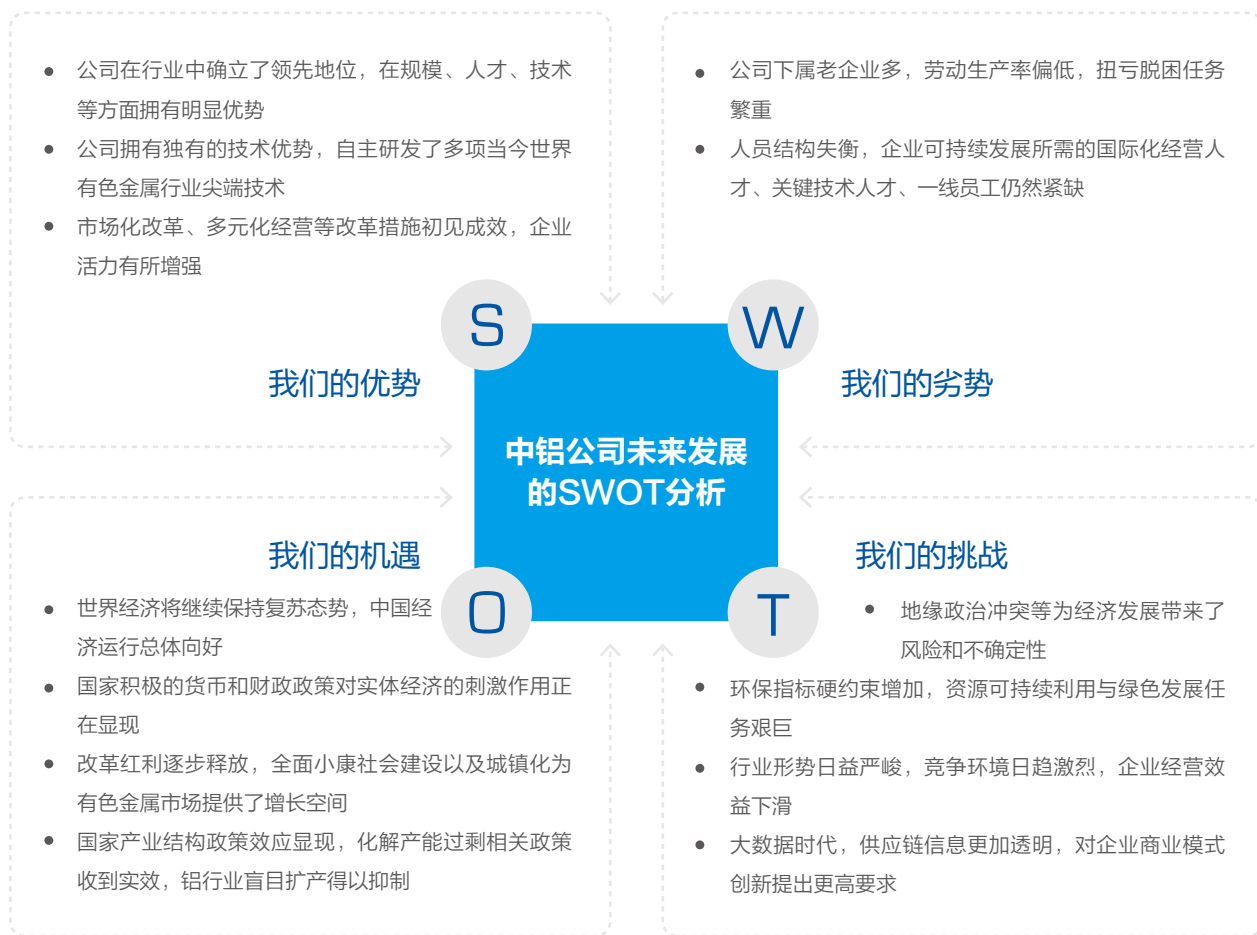 公司在行业中确立了领先地位，在规模、人才、技术
等方面拥有明显优势
公司拥有独有的技术优势，自主研发了多项当今世界
有色金属行业尖端技术
市场化改革、多元化经营等改革措施初见成效，企业
活力有所增强
S
我们的优势
公司下属老企业多，劳动生产率偏低，扭亏脱困任务
繁重
人员结构失衡，企业可持续发展所需的国际化经营人
才、关键技术人才、一线员工仍然紧缺
W
我们的劣势
中铝公司未来发展
的SWOT分析
我们的机遇
O
世界经济将继续保持复苏态势，中国经
济运行总体向好
国家积极的货币和财政政策对实体经济的刺激作用正
在显现
改革红利逐步释放，全面小康社会建设以及城镇化为
有色金属市场提供了增长空间
国家产业结构政策效应显现，化解产能过剩相关政策
收到实效，铝行业盲目扩产得以抑制
我们的挑战
T
地缘政治冲突等为经济发展带来了
风险和不确定性
环保指标硬约束增加，资源可持续利用与绿色发展任
务艰巨
行业形势日益严峻，竞争环境日趋激烈，企业经营效
益下滑
大数据时代，供应链信息更加透明，对企业商业模式
创新提出更高要求